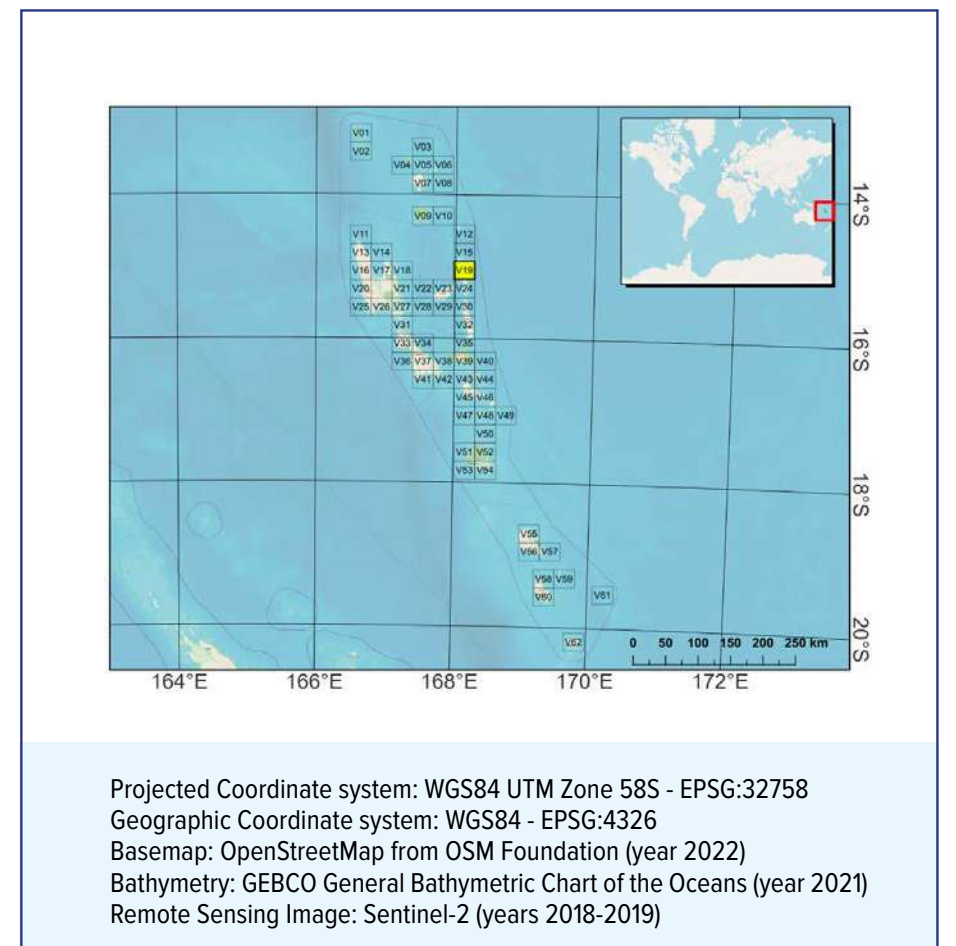 V01
V02 V03
V04 V05 V06
V07 V08
14°S
V09 V10
V11 V12
V13 V14 V15
V16 V17 V18 V19
V20 V21 V22 V23 V24
V25 V26 V27 V28 V29 V30
V31 V32
V33 V34 V35
16°S
V36 V37 V38 V39 V40
V41 V42 V43 V44
V45 V46
V47 V48 V49
V50
V51 V52
V53 V54
18°S
V55
V56 V57
V58 V59
V60 V61
V62
20°S
0 50 100 150 200 250 km
164°E 166°E 168°E 170°E 172°E
Projected Coordinate system: WGS84 UTM Zone 58S - EPSG:32758
Geographic Coordinate system: WGS84 - EPSG:4326
Basemap: OpenStreetMap from OSM Foundation (year 2022)
Bathymetry: GEBCO General Bathymetric Chart of the Oceans (year 2021)
Remote Sensing Image: Sentinel-2 (years 2018-2019)